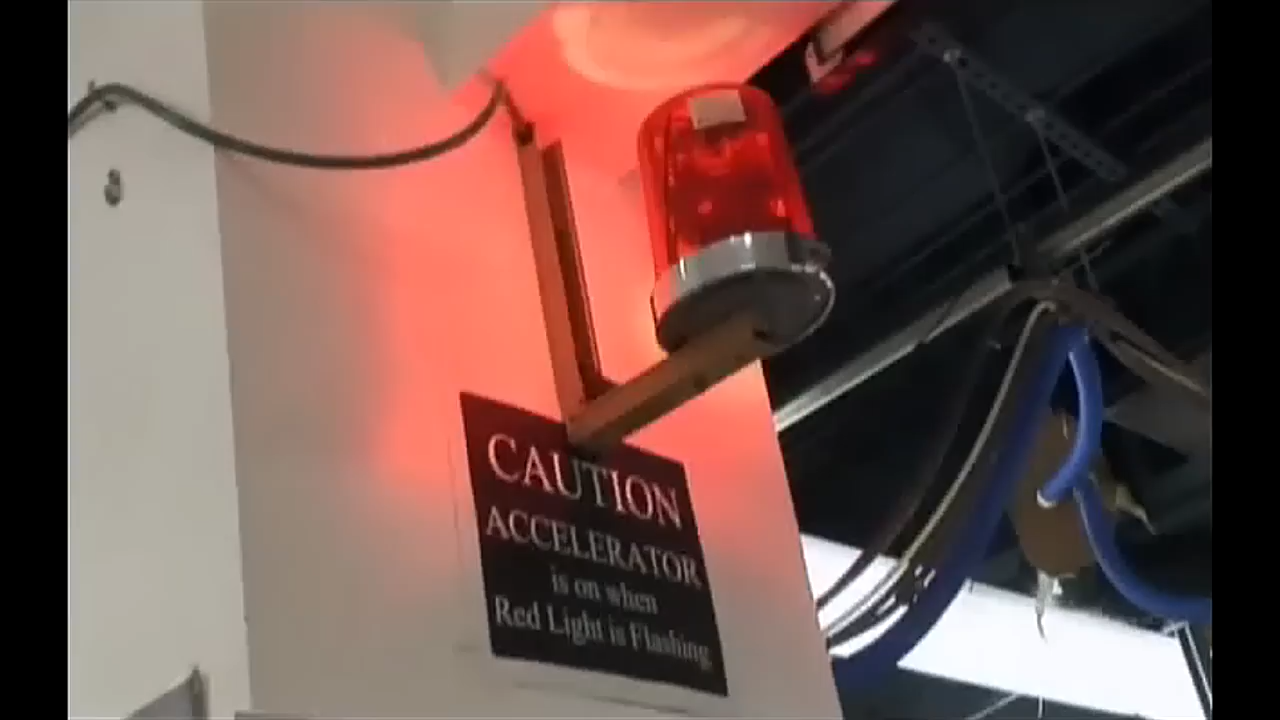 CAUTION
ACCELERATOR
is on when
Red Light is Flashing